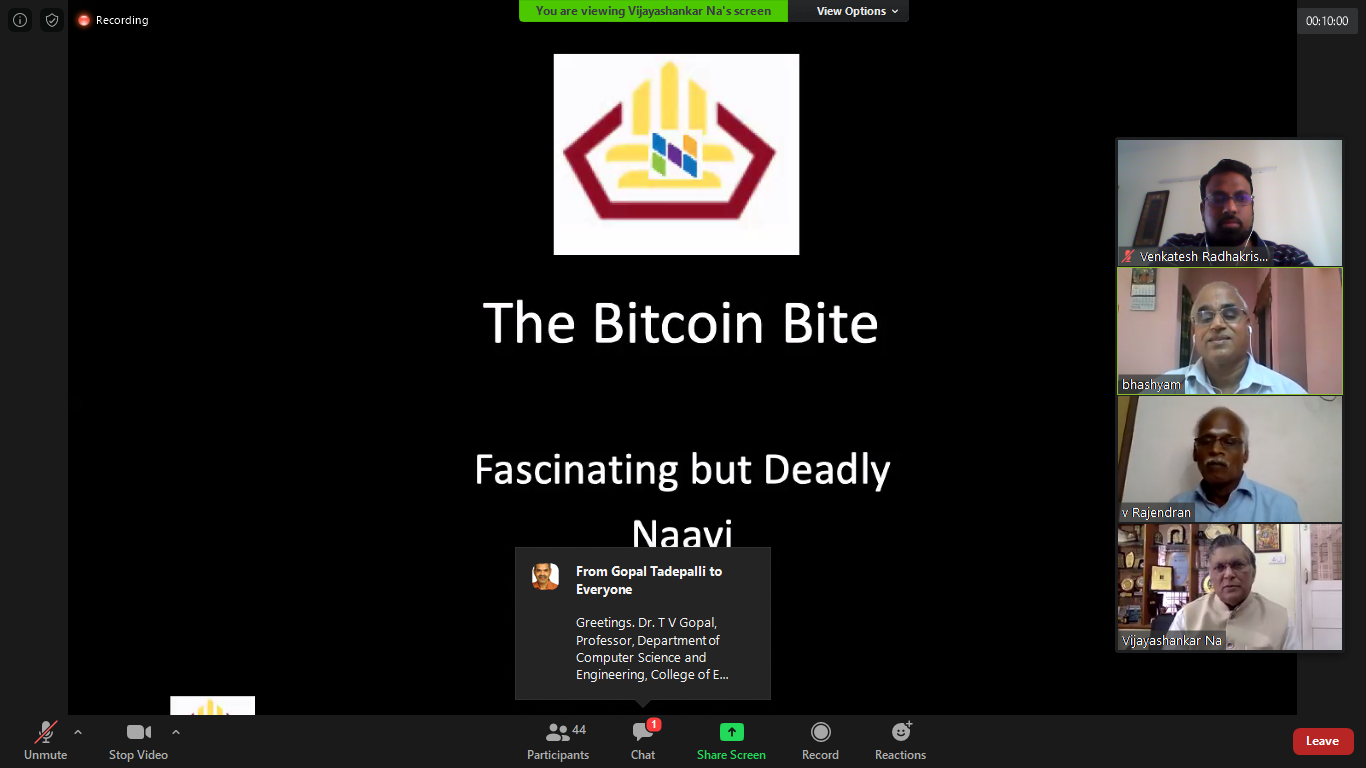 Recording
You are viewing Vijayashankar Na's screen
View Options
00:10:00
The Bitcoin Bite
Fascinating but Deadly
Naavi
Venkatesh Radhakris...
bhashyam
v Rajendran
Vijayashankar Na
From Gopal Tadepalli to
Everyone
Greetings. Dr. T V Gopal,
Professor, Department of
Computer Science and
Engineering, College of E...
Unmute
Stop Video
44
Participants
1
Chat
Share Screen
Record
Reactions
Leave